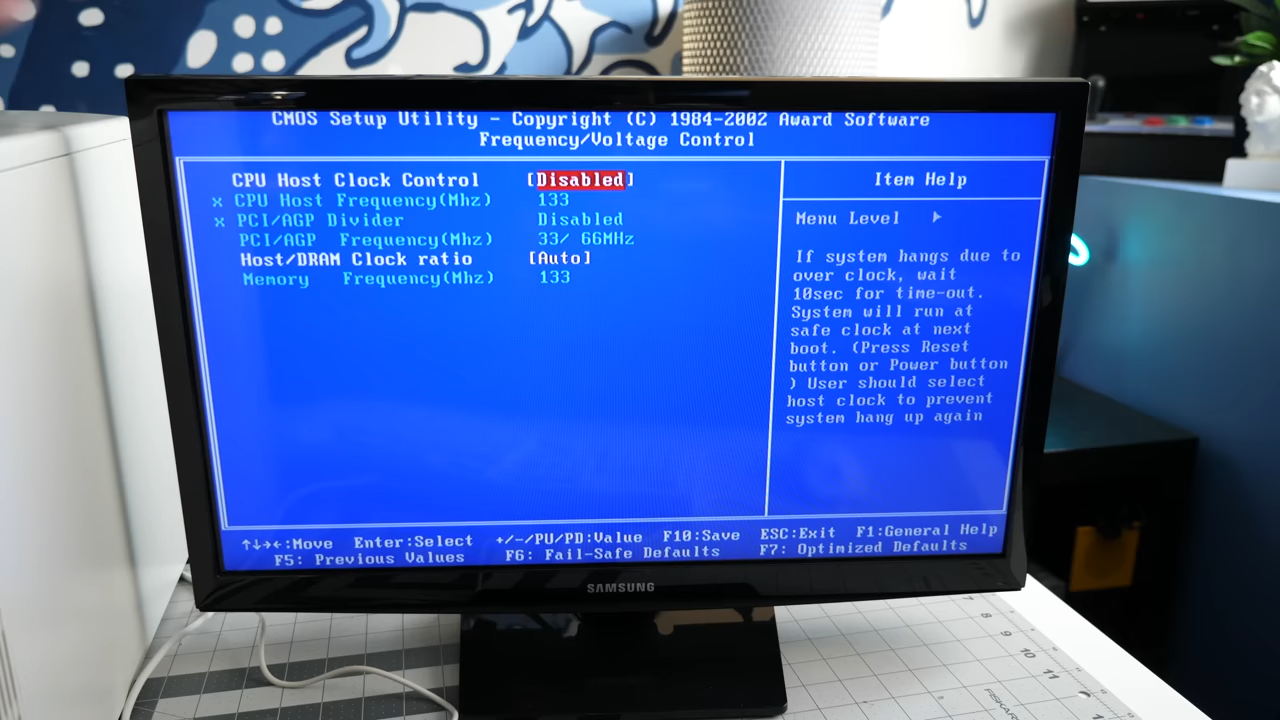 CMOS Setup Utility - Copyright (C) 1984-2002 Award Software
Frequency/Voltage Control
CPU Host Clock Control [Disabled]
x CPU Host Frequency(Mhz) 133
x PCI/AGP Divider Disabled
PCI/AGP Frequency(Mhz) 33/ 66MHz
Host/DRAM Clock ratio [Auto]
Memory Frequency(Mhz) 133
Item Help
Menu Level ▶
If system hangs due to
over clock, wait
10sec for time-out.
System will run at
safe clock at next
boot. (Press Reset
button or Power button
) User should select
host clock to prevent
system hang up again
↑↓→←:Move Enter:Select +/-/PU/PD:Value F10:Save ESC:Exit F1:General Help
F5: Previous Values F6: Fail-Safe Defaults F7: Optimized Defaults
SAMSUNG
7
8
9
10
11